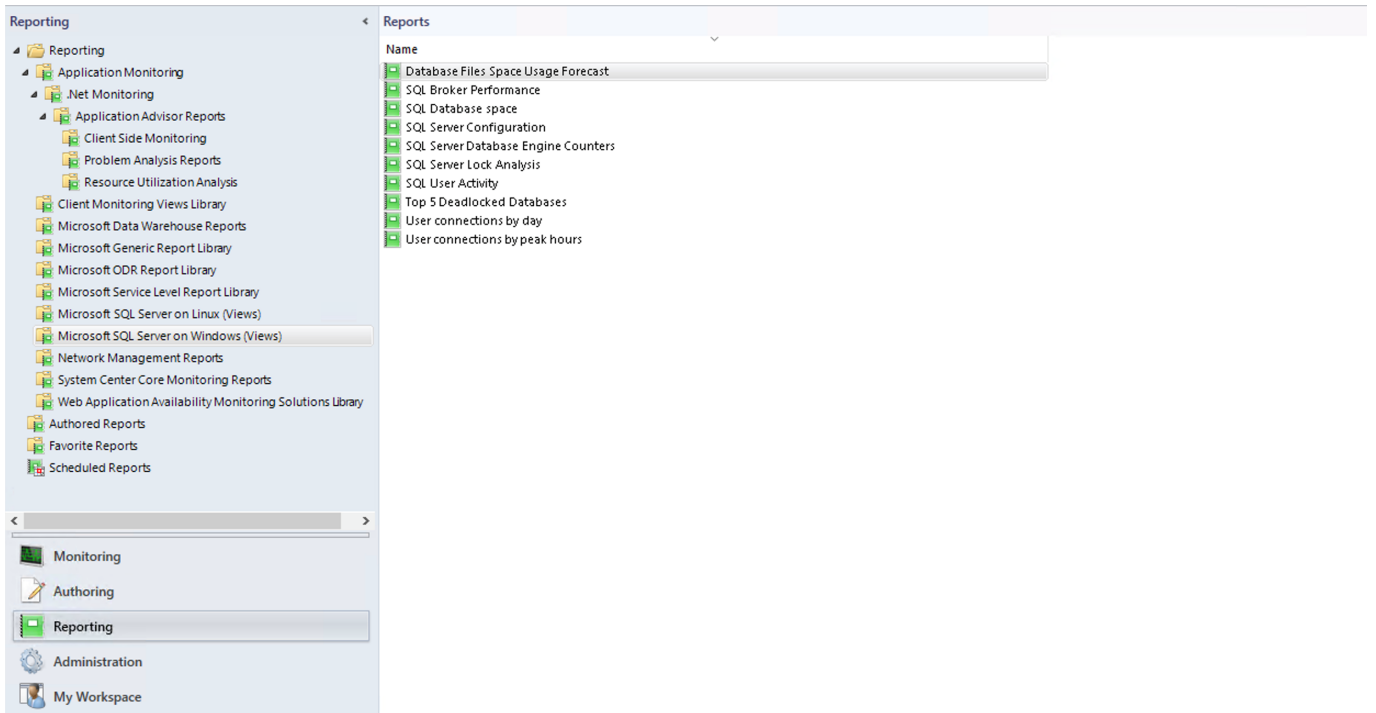 Reporting
Reporting
Application Monitoring
.Net Monitoring
Application Advisor Reports
Client Side Monitoring
Problem Analysis Reports
Resource Utilization Analysis
Client Monitoring Views Library
Microsoft Data Warehouse Reports
Microsoft Generic Report Library
Microsoft ODR Report Library
Microsoft Service Level Report Library
Microsoft SQL Server on Linux (Views)
Microsoft SQL Server on Windows (Views)
Network Management Reports
System Center Core Monitoring Reports
Web Application Availability Monitoring Solutions Library
Authored Reports
Favorite Reports
Scheduled Reports
Monitoring
Authoring
Reporting
Administration
My Workspace
Reports
Name
Database Files Space Usage Forecast
SQL Broker Performance
SQL Database space
SQL Server Configuration
SQL Server Database Engine Counters
SQL Server Lock Analysis
SQL User Activity
Top 5 Deadlocked Databases
User connections by day
User connections by peak hours